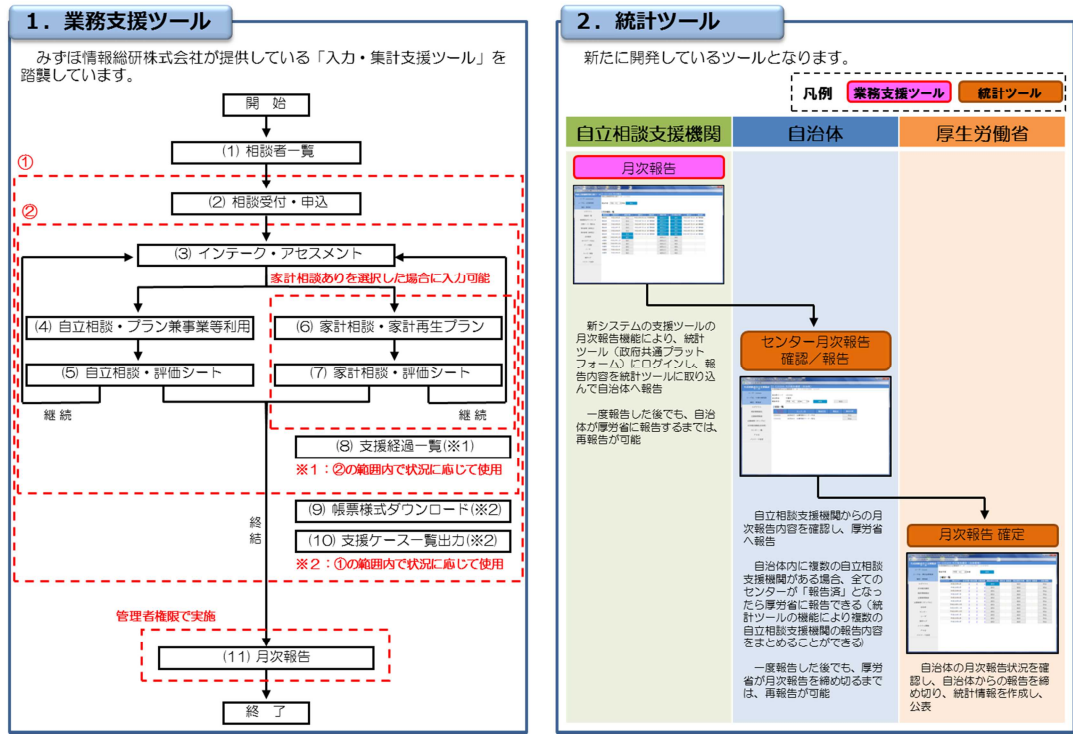 1．業務支援ツール
みずほ情報総研株式会社が提供している「入力・集計支援ツール」を
踏襲しています。
開　始
(1) 相談者一覧
①
(2) 相談受付・申込
②
(3) インテーク・アセスメント
家計相談ありを選択した場合に入力可能
(4) 自立相談・プラン兼事業等利用
(6) 家計相談・家計再生プラン
(5) 自立相談・評価シート
(7) 家計相談・評価シート
継 続
継 続
(8) 支援経過一覧(※1)
※1：②の範囲内で状況に応じて使用
終
結
(9) 帳票様式ダウンロード(※2)
(10) 支援ケース一覧出力(※2)
※2：①の範囲内で状況に応じて使用
管理者権限で実施
(11) 月次報告
終　了
2．統計ツール
新たに開発しているツールとなります。
凡例
業務支援ツール
統計ツール
自立相談支援機関
自治体
厚生労働省
月次報告
新システムの支援ツールの
月次報告機能により、統計
ツール（政府共通プラット
フォーム）にログインし、報
告内容を統計ツールに取り込
んで自治体へ報告
一度報告した後でも、自治
体が厚労省に報告するまでは、
再報告が可能
センター月次報告
確認／報告
自立相談支援機関からの月
次報告内容を確認し、厚労省
へ報告
自治体内に複数の自立相談
支援機関がある場合、全ての
センターが「報告済」となっ
たら厚労省に報告できる（統
計ツールの機能により複数の
自立相談支援機関の報告内容
をまとめることができる）
一度報告した後でも、厚労
省が月次報告を締め切るまで
は、再報告が可能
月次報告 確定
自治体の月次報告状況を確
認し、自治体からの報告を締
め切り、統計情報を作成し、
公表